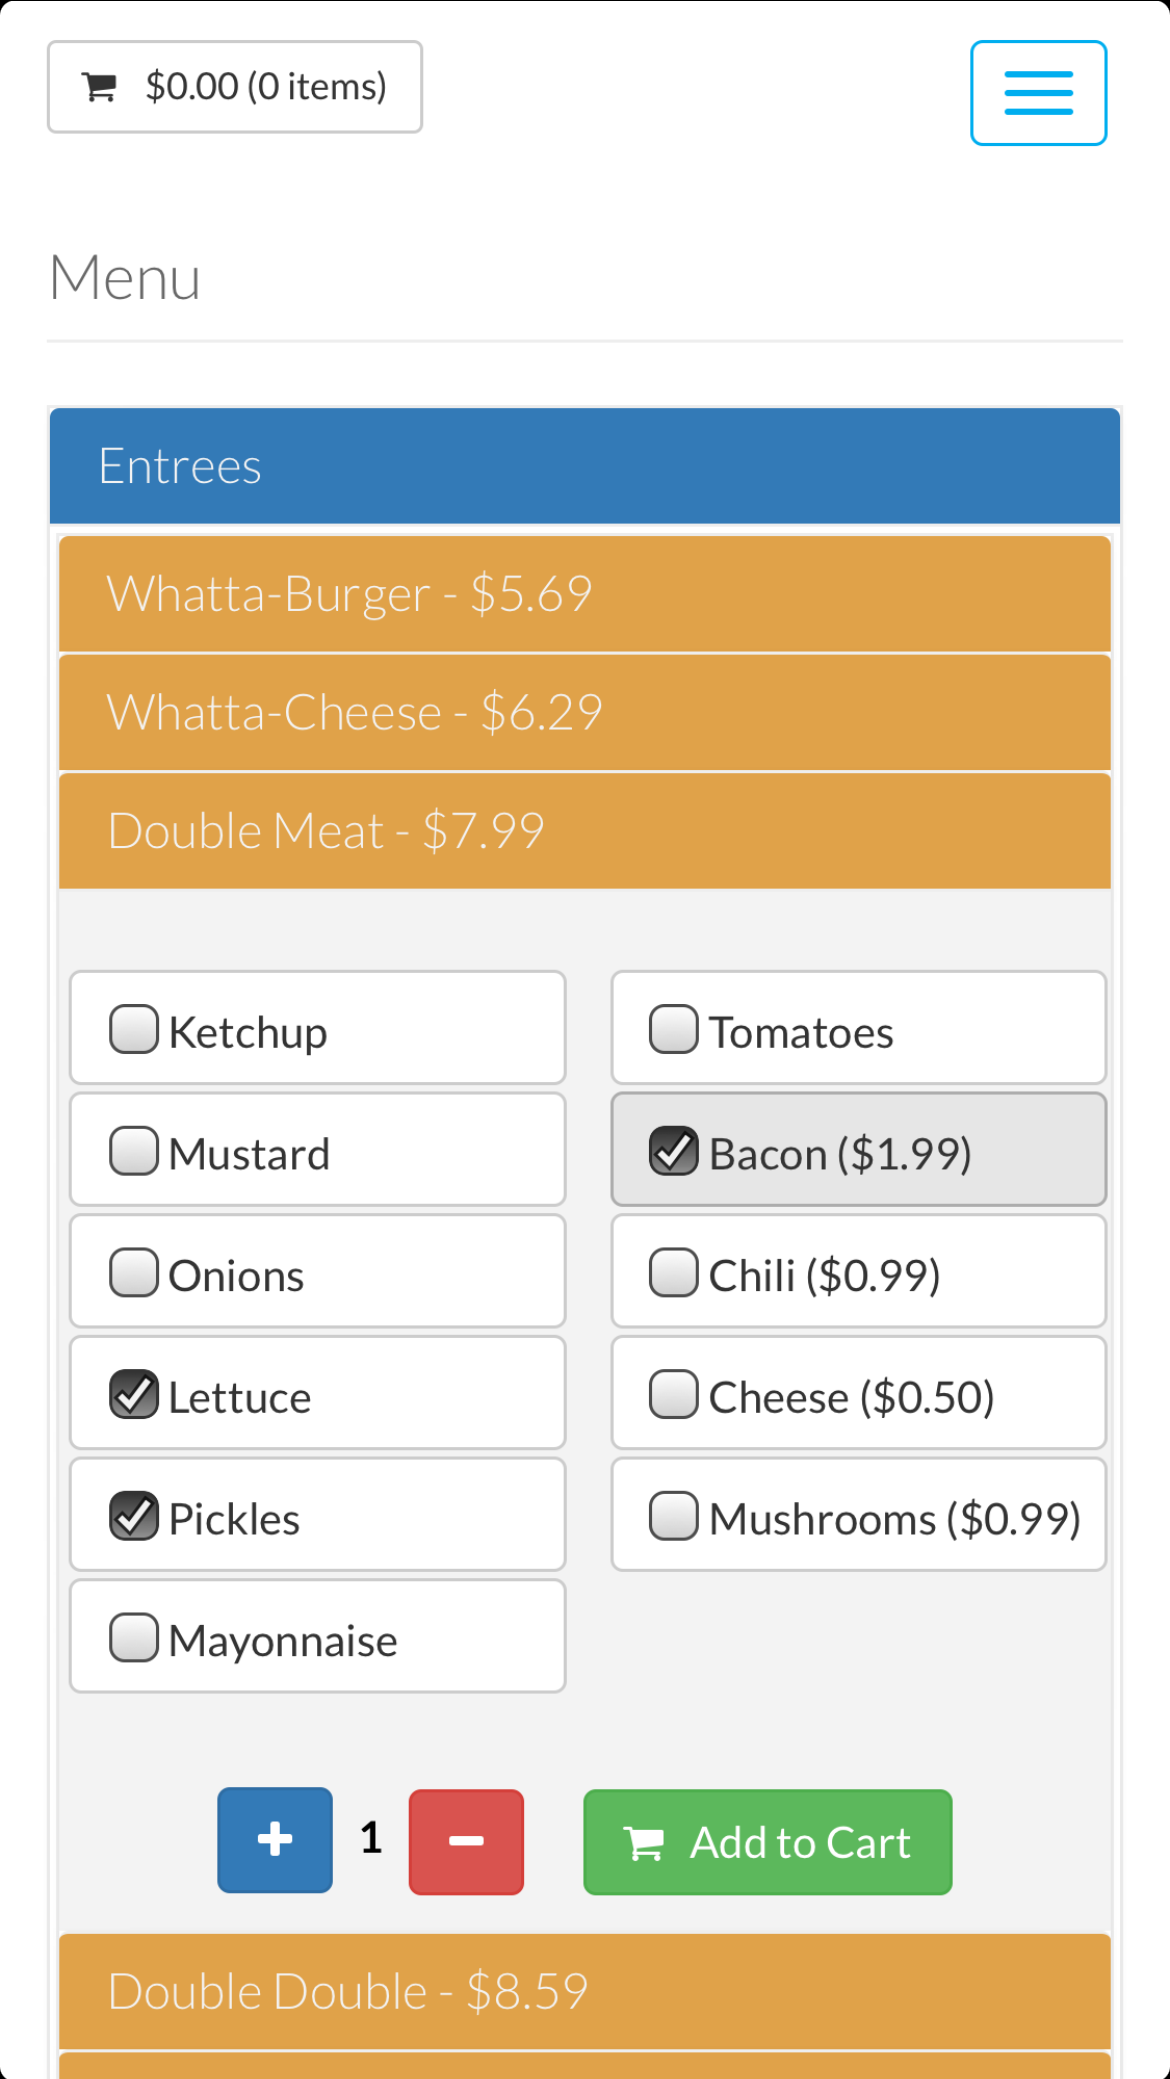 $0.00 (0 items)
Menu
Entrees
Whatta-Burger - $5.69
Whatta-Cheese - $6.29
Double Meat - $7.99
Ketchup
Tomatoes
Mustard
Bacon ($1.99)
Onions
Chili ($0.99)
Lettuce
Cheese ($0.50)
Pickles
Mushrooms ($0.99)
Mayonnaise
+ 1 − Add to Cart
Double Double - $8.59